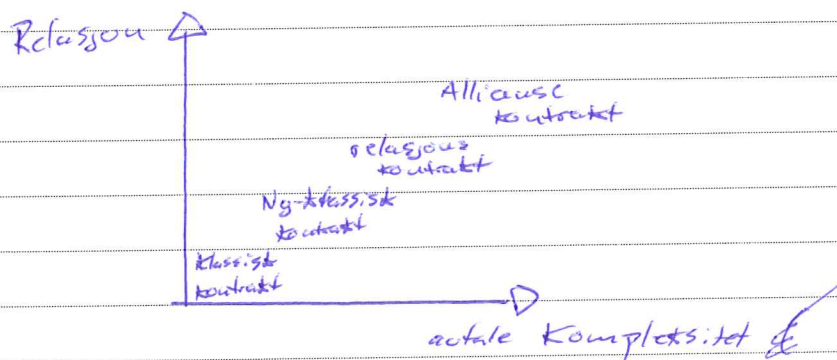 Relasjon
Allianse
kontrakt
relasjons
kontrakt
Ny-klassisk
kontrakt
klassisk
kontrakt
avtale Kompleksitet